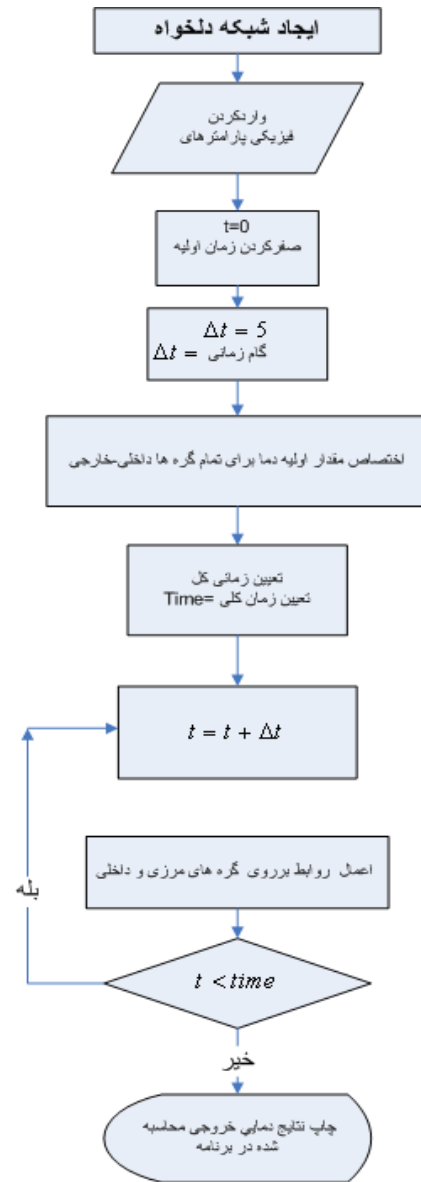 ایجاد شبکه دلخواه
واردکردن
فیزیکی پارامترهای
t=0
صفرکردن زمان اولیه
Δt = 5
گام زمانی Δt =
اختصاص مقدار اولیه دما برای تمام گره ها داخلی-خارجی
تعیین زمانی کل
تعیین زمان کلی =Time
t = t + Δt
اعمال روابط برروی گره های مرزی و داخلی
بله
t < time
خیر
چاپ نتایج دمایی خروجی محاسبه
شده در برنامه